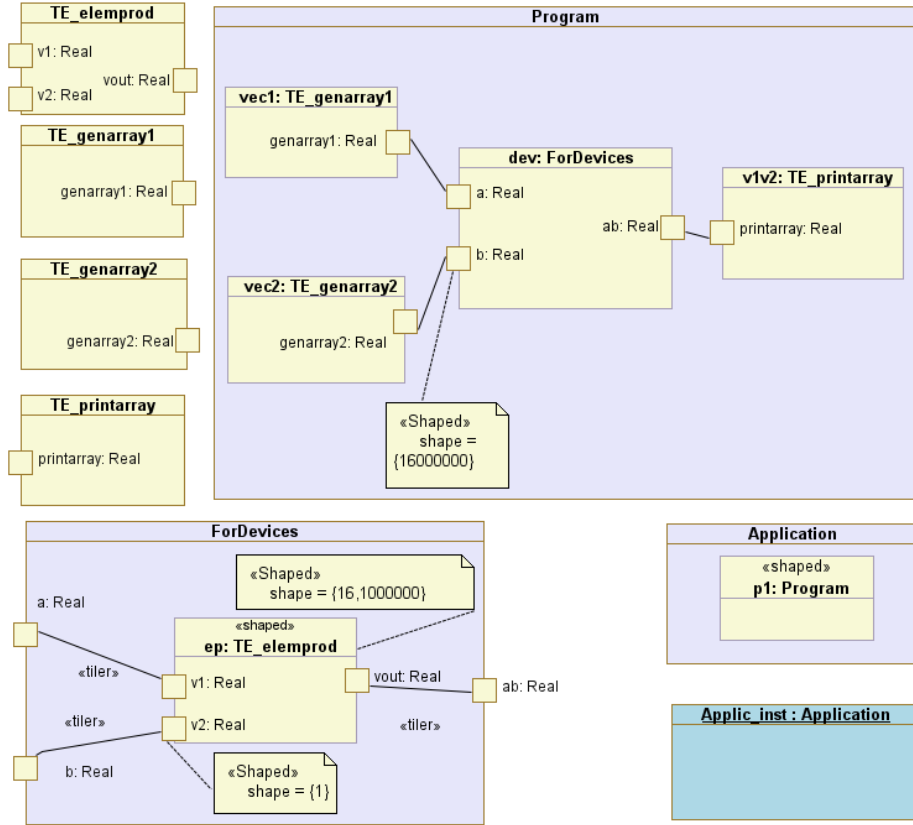 TE_elemprod
v1: Real
vout: Real
v2: Real
TE_genarray1
genarray1: Real
TE_genarray2
genarray2: Real
TE_printarray
printarray: Real
Program
vec1: TE_genarray1
genarray1: Real
dev: ForDevices
a: Real
ab: Real
b: Real
v1v2: TE_printarray
printarray: Real
vec2: TE_genarray2
genarray2: Real
«Shaped»
shape =
{16000000}
ForDevices
«Shaped»
shape = {16,1000000}
a: Real
«shaped»
ep: TE_elemprod
«tiler»
v1: Real
vout: Real
ab: Real
«tiler»
v2: Real
«tiler»
b: Real
«Shaped»
shape = {1}
Application
«shaped»
p1: Program
Applic_inst : Application